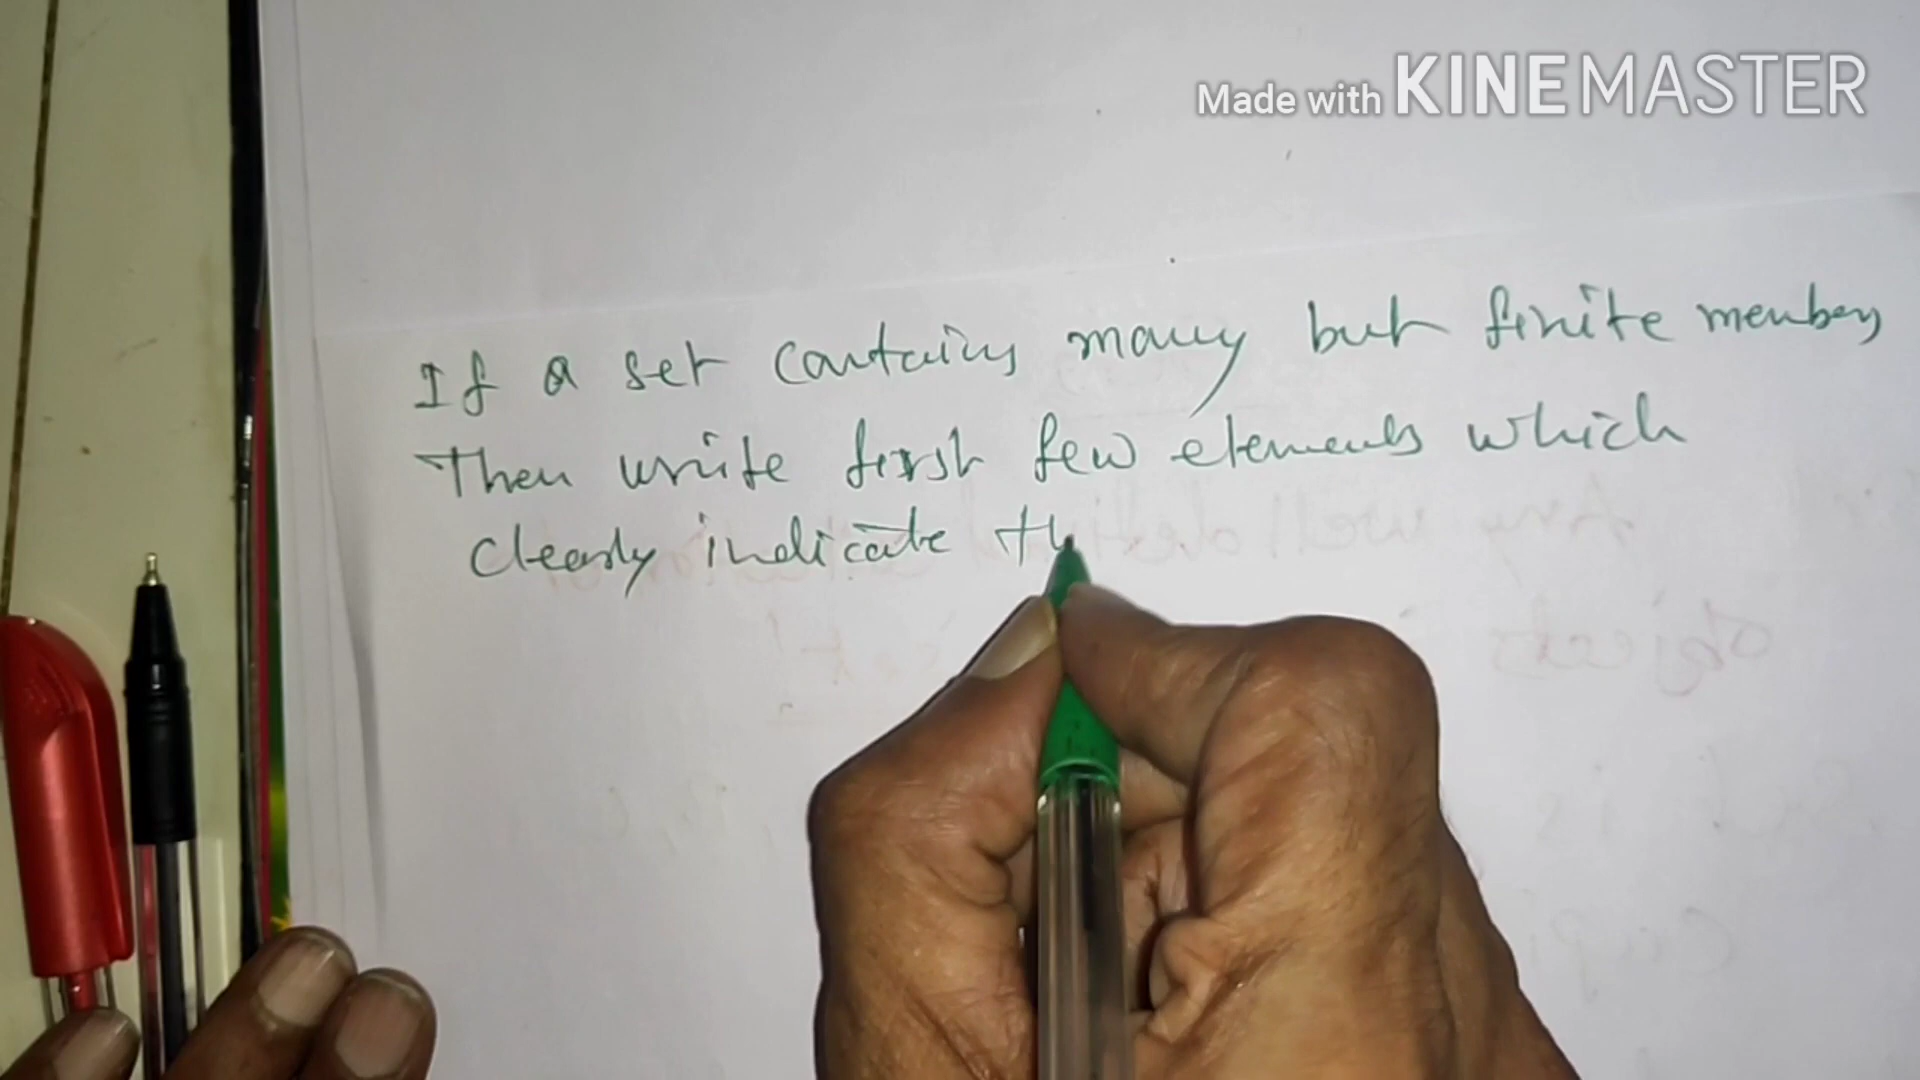 Made with KINEMASTER
If a set contains many but finite members
Then write first few elements which
clearly indicate th